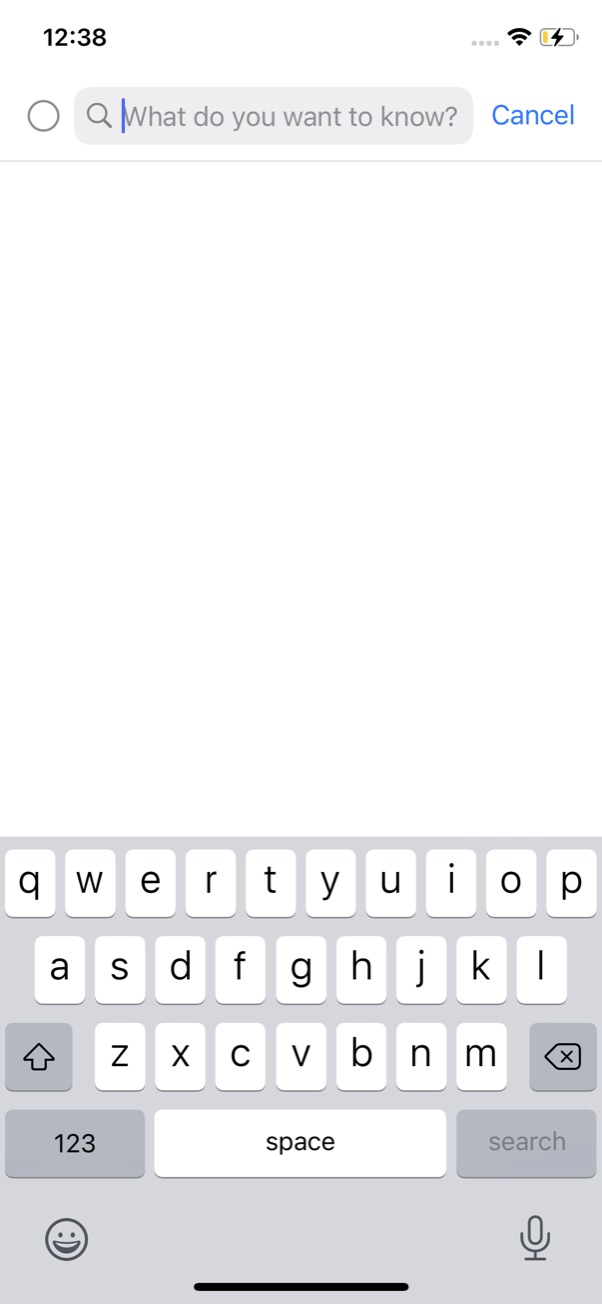 12:38
What do you want to know? Cancel
q w e r t y u i o p
a s d f g h j k l
z x c v b n m
123 space search